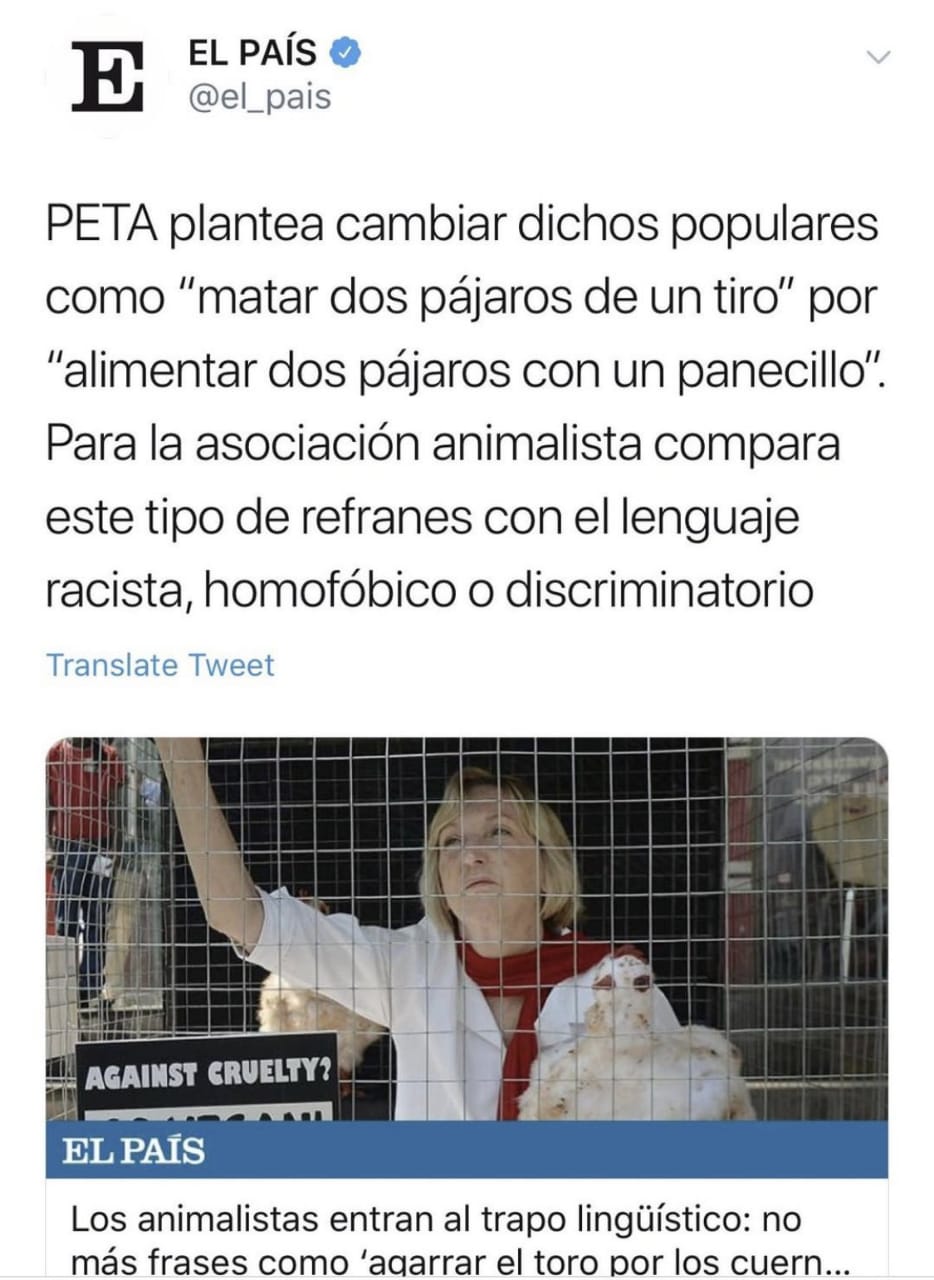 EL PAÍS
@el_pais
PETA plantea cambiar dichos populares
como “matar dos pájaros de un tiro” por
“alimentar dos pájaros con un panecillo”.
Para la asociación animalista compara
este tipo de refranes con el lenguaje
racista, homofóbico o discriminatorio
Translate Tweet
AGAINST CRUELTY?
EL PAÍS
Los animalistas entran al trapo lingüístico: no
más frases como ‘agarrar el toro por los cuern...